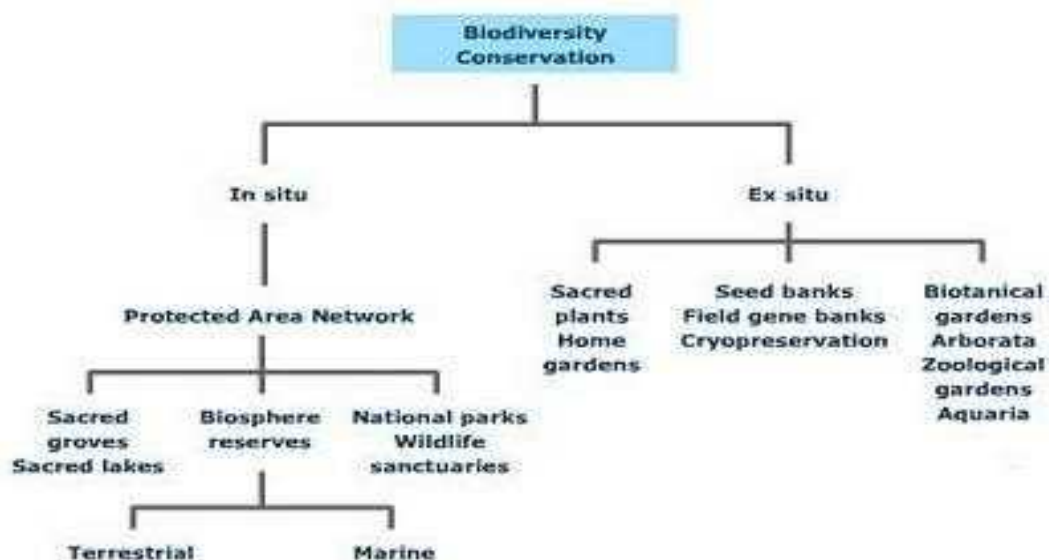 Biodiversity
Conservation
In situ
Ex situ
Protected Area Network
Sacred
plants
Home
gardens
Seed banks
Field gene banks
Cryopreservation
Biotanical
gardens
Arborata
Zoological
gardens
Aquaria
Sacred
groves
Sacred lakes
Biosphere
reserves
National parks
Wildlife
sanctuaries
Terrestrial
Marine